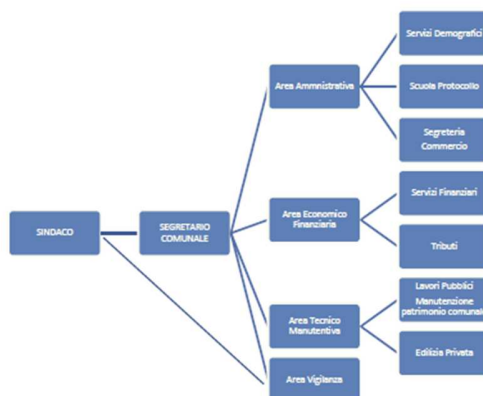 Servizi Demografici
Area Ammnistrativa
Scuola Protocollo
Segreteria
Commercio
Servizi Finanziari
SINDACO
SEGRETARIO
COMUNALE
Area Economico
Finanziaria
Tributi
Lavori Pubblici
Manutenzione
patrimonio comunale
Area Tecnico
Manutentiva
Edilizia Privata
Area Vigilanza